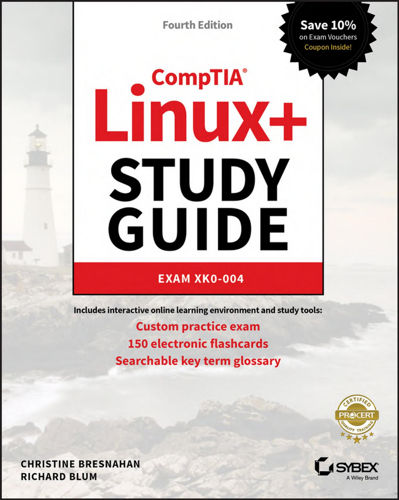 Fourth Edition
Save 10%
on Exam Vouchers
Coupon Inside!
CompTIA®
Linux+
STUDY
GUIDE
EXAM XK0-004
Includes interactive online learning environment and study tools:
Custom practice exam
150 electronic flashcards
Searchable key term glossary
CERTIFIED
PROCERT
QUALITY TRAINING
CHRISTINE BRESNAHAN
RICHARD BLUM
SYBEX
A Wiley Brand